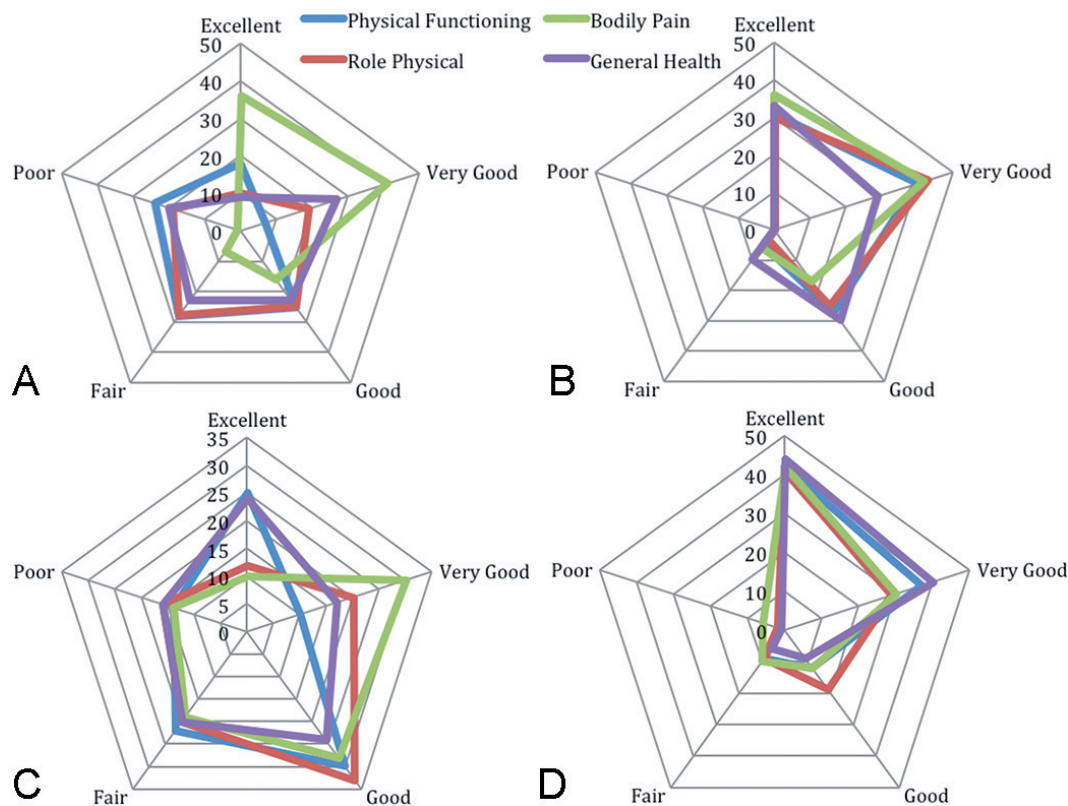 Physical Functioning
Bodily Pain
Role Physical
General Health
Excellent
50
40
30
20
10
0
Poor
Very Good
Fair
Good
A
Excellent
50
40
30
20
10
0
Poor
Very Good
Fair
Good
B
Excellent
35
30
25
20
15
10
5
0
Poor
Very Good
Fair
Good
C
Excellent
50
40
30
20
10
0
Poor
Very Good
Fair
Good
D